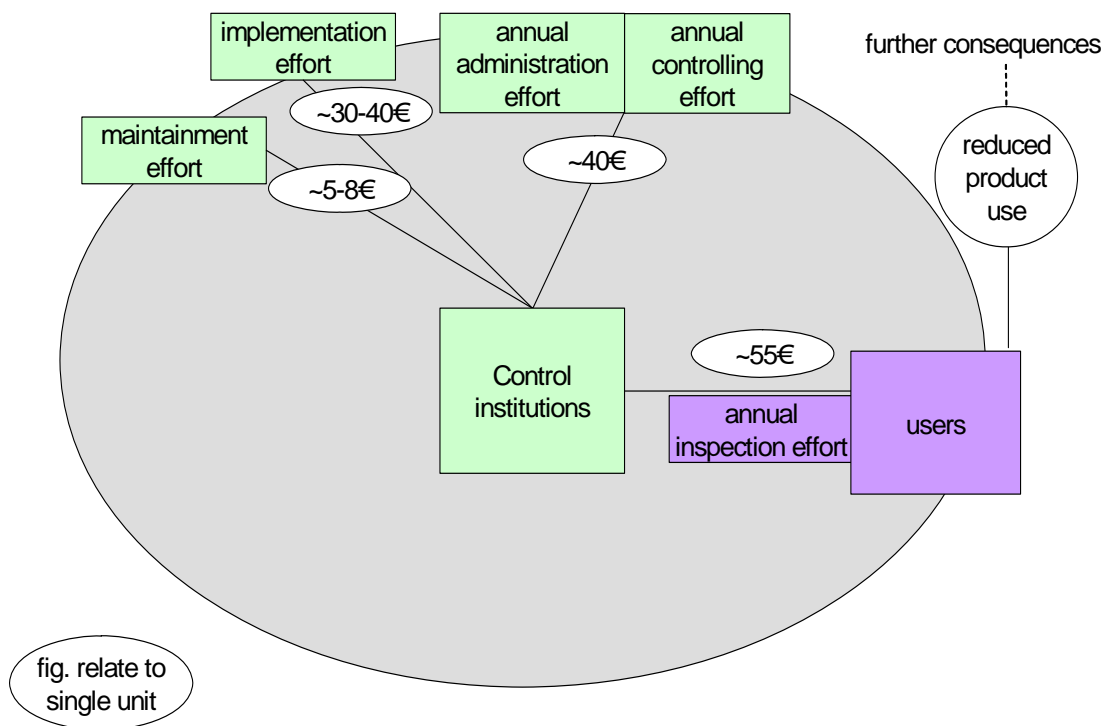 implementation
effort
annual
administration
effort
annual
controlling
effort
further consequences
~30-40€
maintainment
effort
~40€
reduced
product
use
~5-8€
Control
institutions
~55€
annual
inspection effort
users
fig. relate to
single unit